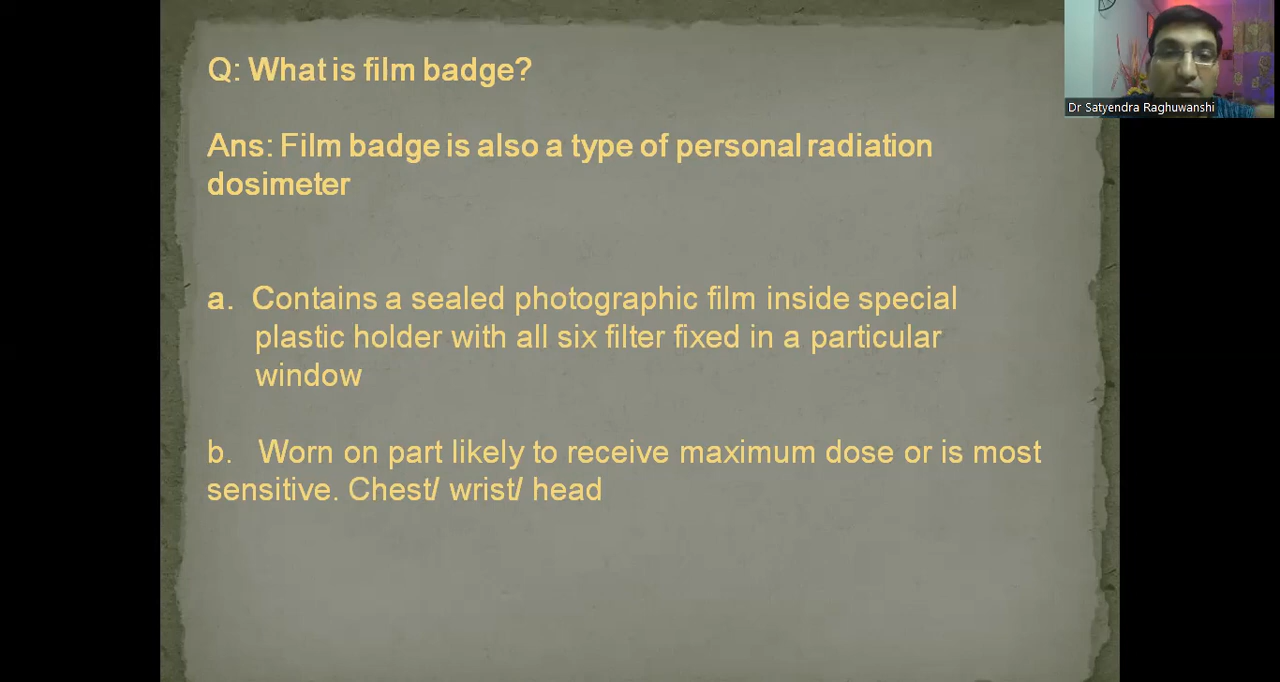 Q: What is film badge?
Dr Satyendra Raghuwanshi
Ans: Film badge is also a type of personal radiation
dosimeter
a. Contains a sealed photographic film inside special
plastic holder with all six filter fixed in a particular
window
b. Worn on part likely to receive maximum dose or is most
sensitive. Chest/ wrist/ head